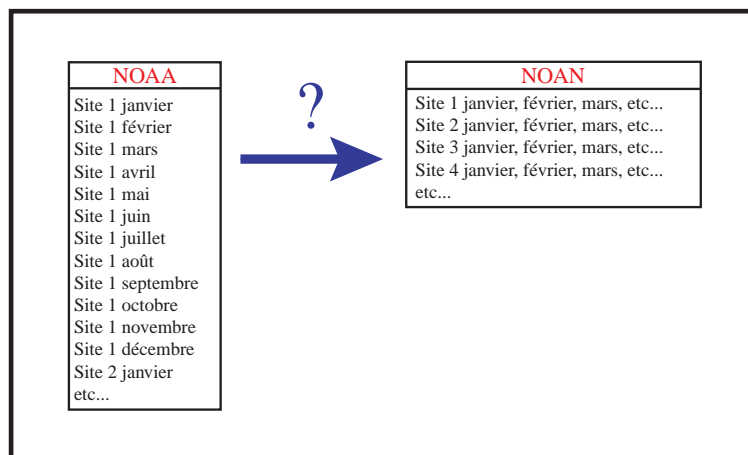 NOAA
Site 1 janvier
Site 1 février
Site 1 mars
Site 1 avril
Site 1 mai
Site 1 juin
Site 1 juillet
Site 1 août
Site 1 septembre
Site 1 octobre
Site 1 novembre
Site 1 décembre
Site 2 janvier
etc...
?
NOAN
Site 1 janvier, février, mars, etc...
Site 2 janvier, février, mars, etc...
Site 3 janvier, février, mars, etc...
Site 4 janvier, février, mars, etc...
etc...